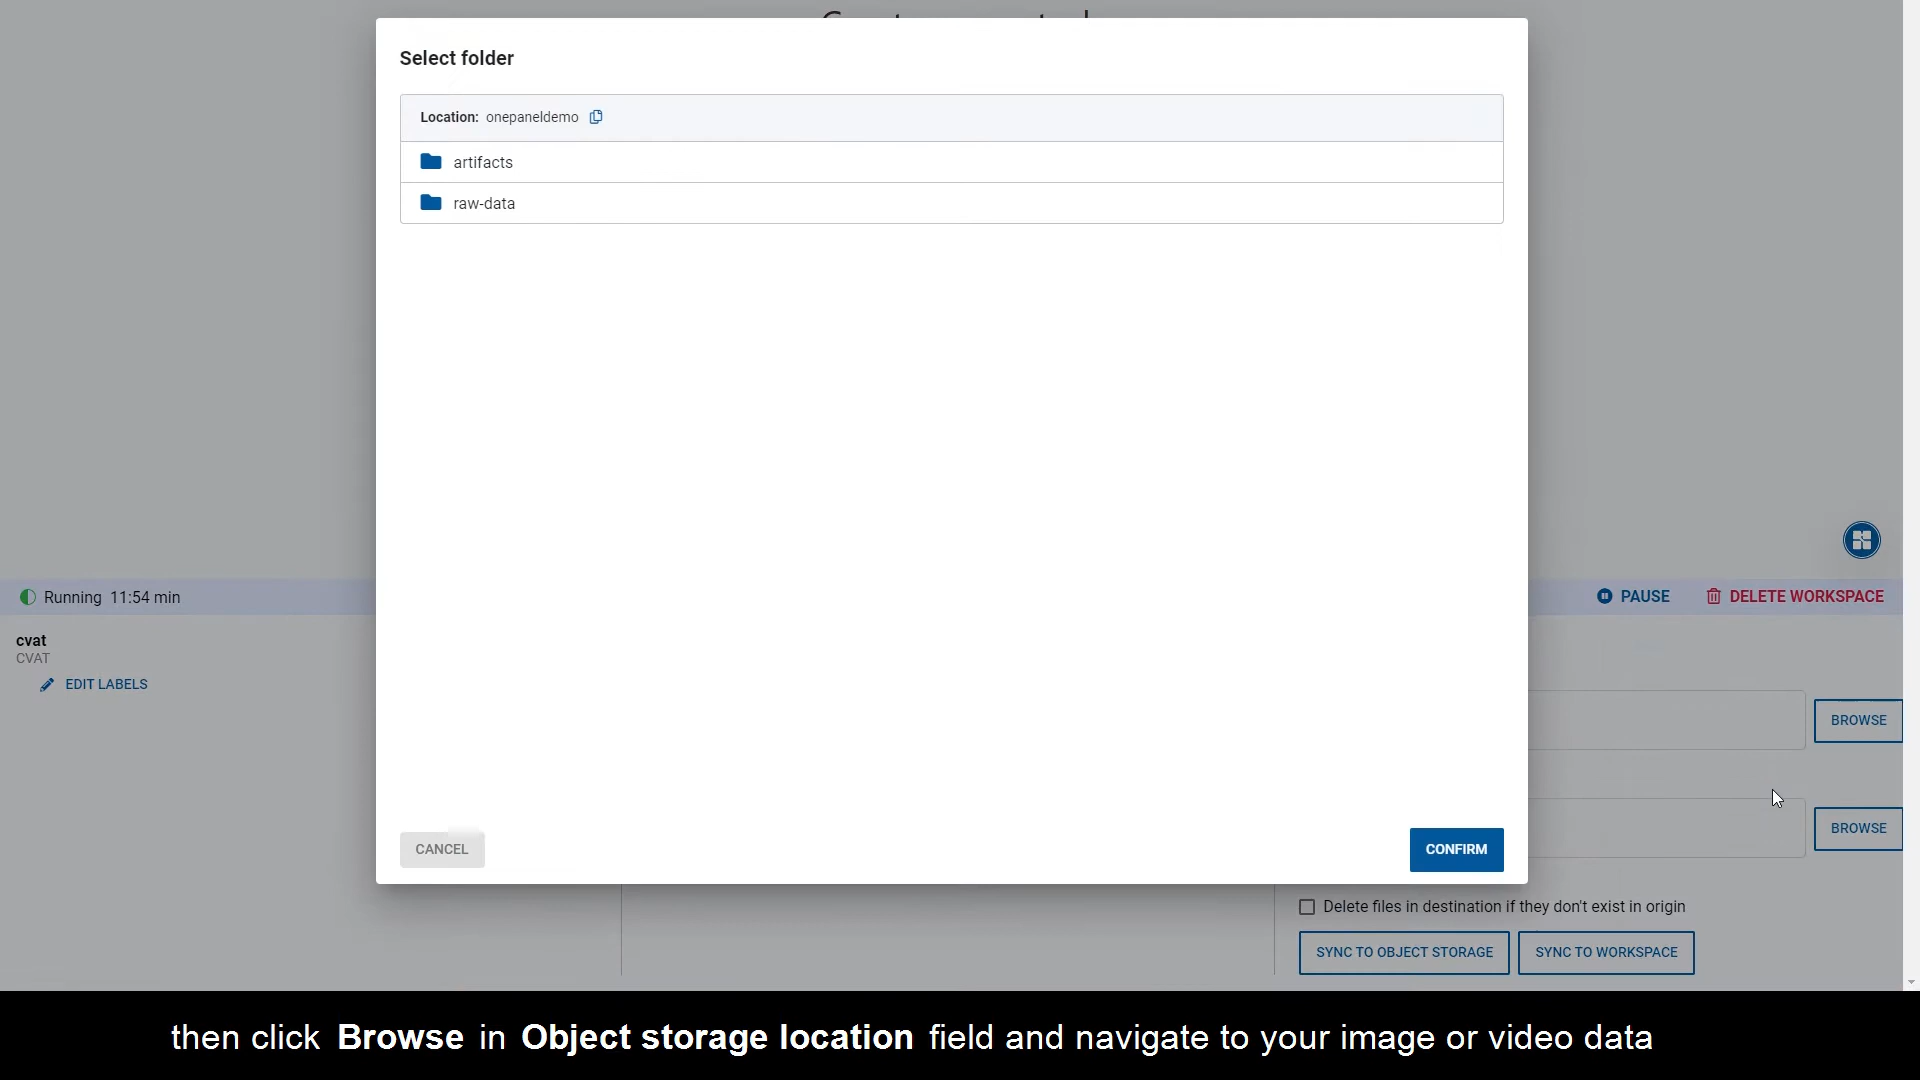 Select folder
Location: onepaneldemo
artifacts
raw-data
Running 11:54 min
PAUSE
DELETE WORKSPACE
cvat
CVAT
EDIT LABELS
BROWSE
BROWSE
CANCEL
CONFIRM
Delete files in destination if they don't exist in origin
SYNC TO OBJECT STORAGE
SYNC TO WORKSPACE
then click Browse in Object storage location field and navigate to your image or video data